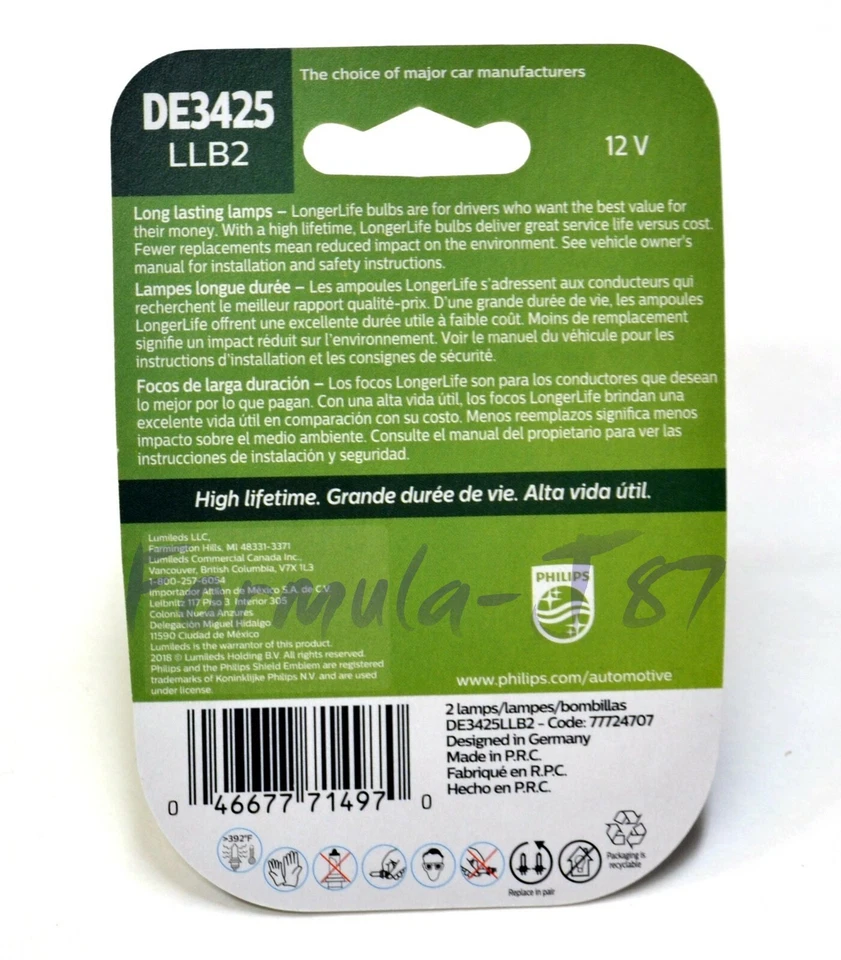 The choice of major car manufacturers
DE3425
LLB2
12 V
Long lasting lamps – LongerLife bulbs are for drivers who want the best value for
their money. With a high lifetime, LongerLife bulbs deliver great service life versus cost.
Fewer replacements mean reduced impact on the environment. See vehicle owner's
manual for installation and safety instructions.
Lampes longue durée – Les ampoules LongerLife s'adressent aux conducteurs qui
recherchent le meilleur rapport qualité-prix. D'une grande durée de vie, les ampoules
LongerLife offrent une excellente durée utile à faible coût. Moins de remplacement
signifie un impact réduit sur l'environnement. Voir le manuel du véhicule pour les
instructions d'installation et les consignes de sécurité.
Focos de larga duración – Los focos LongerLife son para los conductores que desean
lo mejor por lo que pagan. Con una alta vida útil, los focos LongerLife brindan una
excelente vida útil en comparación con su costo. Menos reemplazos significa menos
impacto sobre el medio ambiente. Consulte el manual del propietario para ver las
instrucciones de instalación y seguridad.
High lifetime. Grande durée de vie. Alta vida útil.
Lumileds LLC,
Farmington Hills, MI 48331-3371
Lumileds Commercial Canada Inc.,
Vancouver, British Columbia, V7X 1L3
1-800-257-6054
Importador Altilon de México S.A. de C.V.
Leibnitz 117 Piso 3 Interior 305
Colonia Nueva Anzures
Delegación Miguel Hidalgo
11590 Ciudad de México
Lumileds is the warrantor of this product.
2018 © Lumileds Holding B.V. All rights reserved.
Philips and the Philips Shield Emblem are registered
trademarks of Koninklijke Philips N.V. and are used
under license.
Formula-J87
PHILIPS
www.philips.com/automotive
2 lamps/lampes/bombillas
DE3425LLB2 - Code: 77724707
Designed in Germany
Made in P.R.C.
Fabriqué en R.P.C.
Hecho en P.R.C.
0 46677 71497 0
>392°F
Replace in pair
Packaging is
recyclable